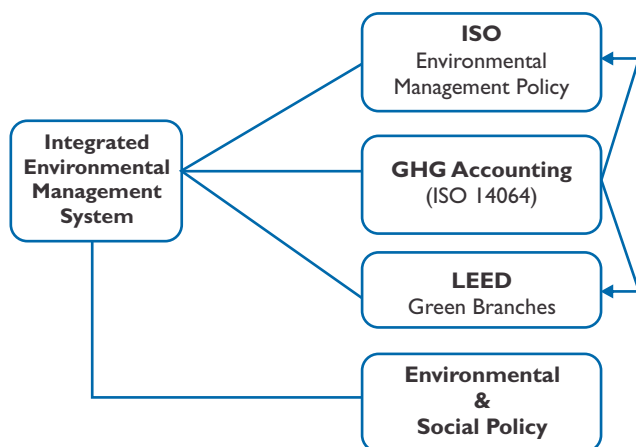 Integrated
Environmental
Management
System
ISO
Environmental
Management Policy
GHG Accounting
(ISO 14064)
LEED
Green Branches
Environmental
&
Social Policy